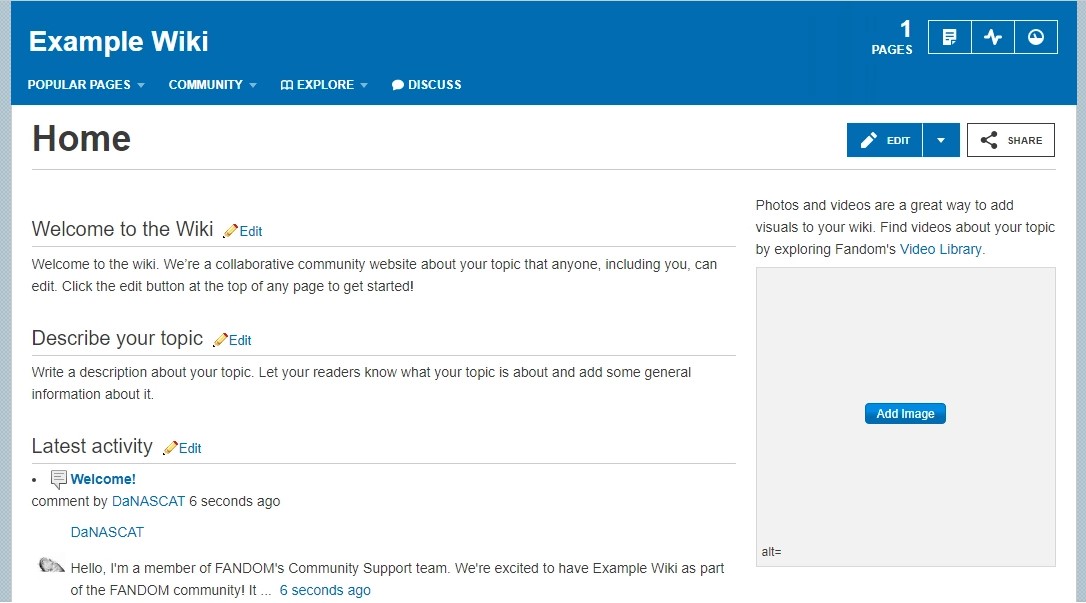 Example Wiki
1
PAGES
POPULAR PAGES
COMMUNITY
EXPLORE
DISCUSS
Home
EDIT
SHARE
Welcome to the Wiki Edit
Welcome to the wiki. We’re a collaborative community website about your topic that anyone, including you, can
edit. Click the edit button at the top of any page to get started!
Describe your topic Edit
Write a description about your topic. Let your readers know what your topic is about and add some general
information about it.
Latest activity Edit
• Welcome!
comment by DaNASCAT 6 seconds ago
DaNASCAT
Hello, I'm a member of FANDOM's Community Support team. We're excited to have Example Wiki as part
of the FANDOM community! It ... 6 seconds ago
Photos and videos are a great way to add
visuals to your wiki. Find videos about your topic
by exploring Fandom's Video Library.
Add Image
alt=